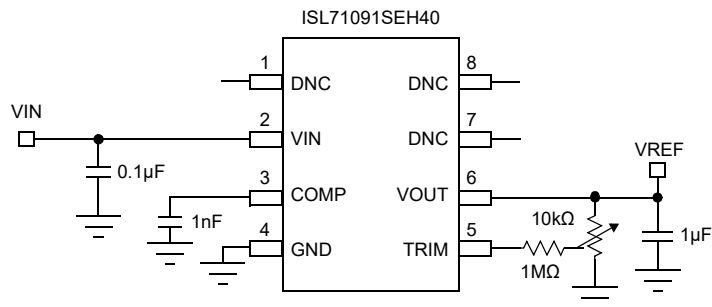 ISL71091SEH40
1 DNC DNC 8
VIN
2 VIN DNC 7
0.1µF
VREF
3 COMP VOUT 6
1nF
10kΩ
1µF
4 GND TRIM 5
1MΩ